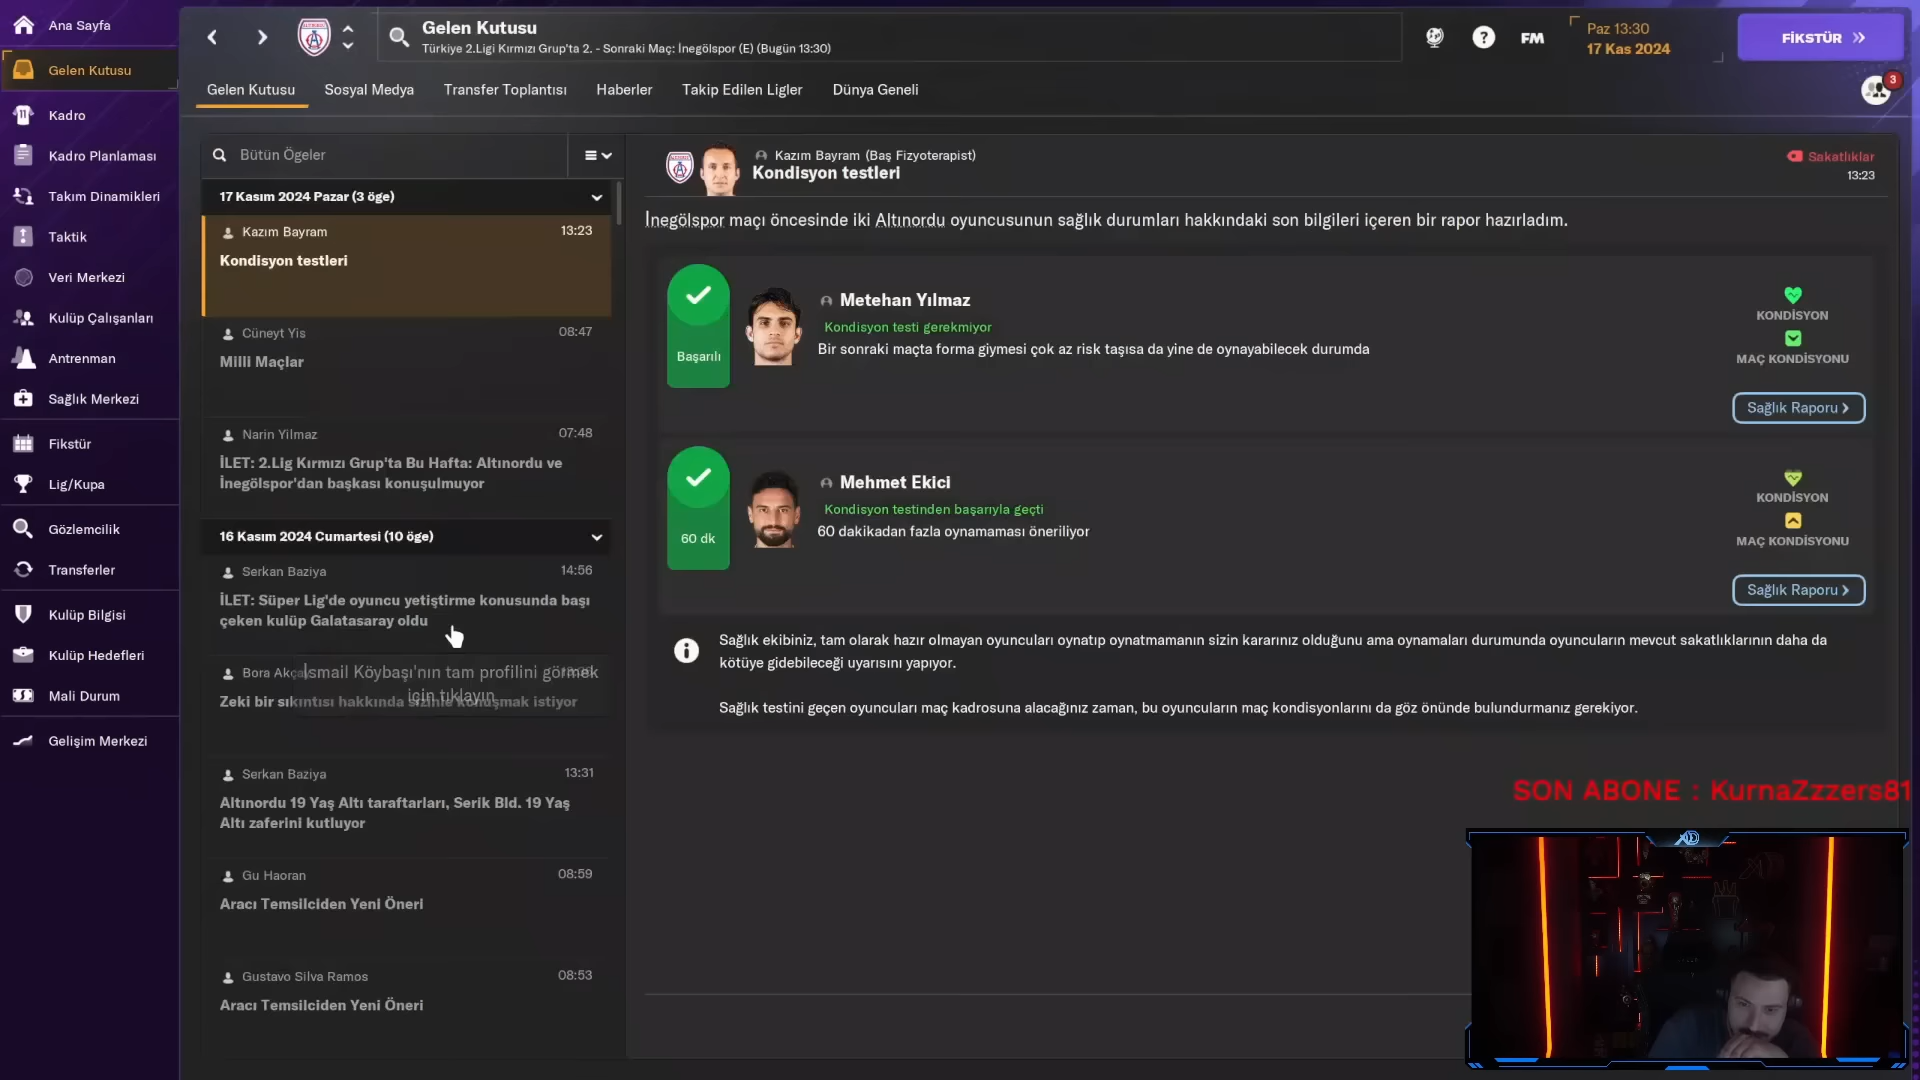 Ana Sayfa
Gelen Kutusu
Kadro
Kadro Planlaması
Takım Dinamikleri
Taktik
Veri Merkezi
Kulüp Çalışanları
Antrenman
Sağlık Merkezi
Fikstür
Lig/Kupa
Gözlemcilik
Transferler
Kulüp Bilgisi
Kulüp Hedefleri
Mali Durum
Gelişim Merkezi
Gelen Kutusu
Türkiye 2.Ligi Kırmızı Grup'ta 2. - Sonraki Maç: İnegölspor (E) (Bugün 13:30)
FM
Paz 13:30
17 Kas 2024
FİKSTÜR
3
Gelen Kutusu
Sosyal Medya
Transfer Toplantısı
Haberler
Takip Edilen Ligler
Dünya Geneli
Bütün Ögeler
17 Kasım 2024 Pazar (3 öge)
Kazım Bayram 13:23
Kondisyon testleri
Cüneyt Yis 08:47
Milli Maçlar
Narin Yilmaz 07:48
İLET: 2.Lig Kırmızı Grup'ta Bu Hafta: Altınordu ve
İnegölspor'dan başkası konuşulmuyor
16 Kasım 2024 Cumartesi (10 öge)
Serkan Baziya 14:56
İLET: Süper Lig'de oyuncu yetiştirme konusunda başı
çeken kulüp Galatasaray oldu
Bora Akçay
İsmail Köybaşı'nın tam profilini görmek
için tıklayın
Zeki bir sıkıntısı hakkında sizinle konuşmak istiyor
Serkan Baziya 13:31
Altınordu 19 Yaş Altı taraftarları, Serik Bld. 19 Yaş
Altı zaferini kutluyor
Gu Haoran 08:59
Aracı Temsilciden Yeni Öneri
Gustavo Silva Ramos 08:53
Aracı Temsilciden Yeni Öneri
Kazım Bayram (Baş Fizyoterapist)
Kondisyon testleri
Sakatlıklar
13:23
İnegölspor maçı öncesinde iki Altınordu oyuncusunun sağlık durumları hakkındaki son bilgileri içeren bir rapor hazırladım.
Başarılı
Metehan Yılmaz
Kondisyon testi gerekmiyor
Bir sonraki maçta forma giymesi çok az risk taşısa da yine de oynayabilecek durumda
KONDİSYON
MAÇ KONDİSYONU
Sağlık Raporu
60 dk
Mehmet Ekici
Kondisyon testinden başarıyla geçti
60 dakikadan fazla oynamaması öneriliyor
KONDİSYON
MAÇ KONDİSYONU
Sağlık Raporu
Sağlık ekibiniz, tam olarak hazır olmayan oyuncuları oynatıp oynatmamanın sizin kararınız olduğunu ama oynamaları durumunda oyuncuların mevcut sakatlıklarının daha da
kötüye gidebileceği uyarısını yapıyor.
Sağlık testini geçen oyuncuları maç kadrosuna alacağınız zaman, bu oyuncuların maç kondisyonlarını da göz önünde bulundurmanız gerekiyor.
SON ABONE : KurnaZzzers81